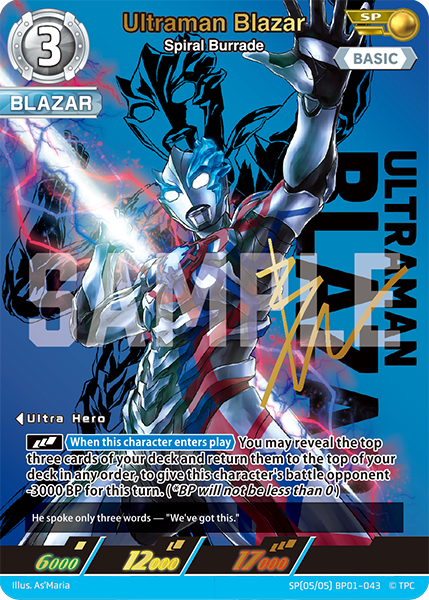 Ultraman Blazar
SP
Spiral Burrade
3
BASIC
BLAZAR
ULTRAMAN
BLAZAR
SAMPLE
Ultra Hero
When this character enters play You may reveal the top
three cards of your deck and return them to the top of your
deck in any order, to give this character's battle opponent
-3000 BP for this turn. (*BP will not be less than 0)
He spoke only three words — "We've got this."
6000 12000 17000
Illus. As'Maria SP[05/05] BP01-043 © TPC